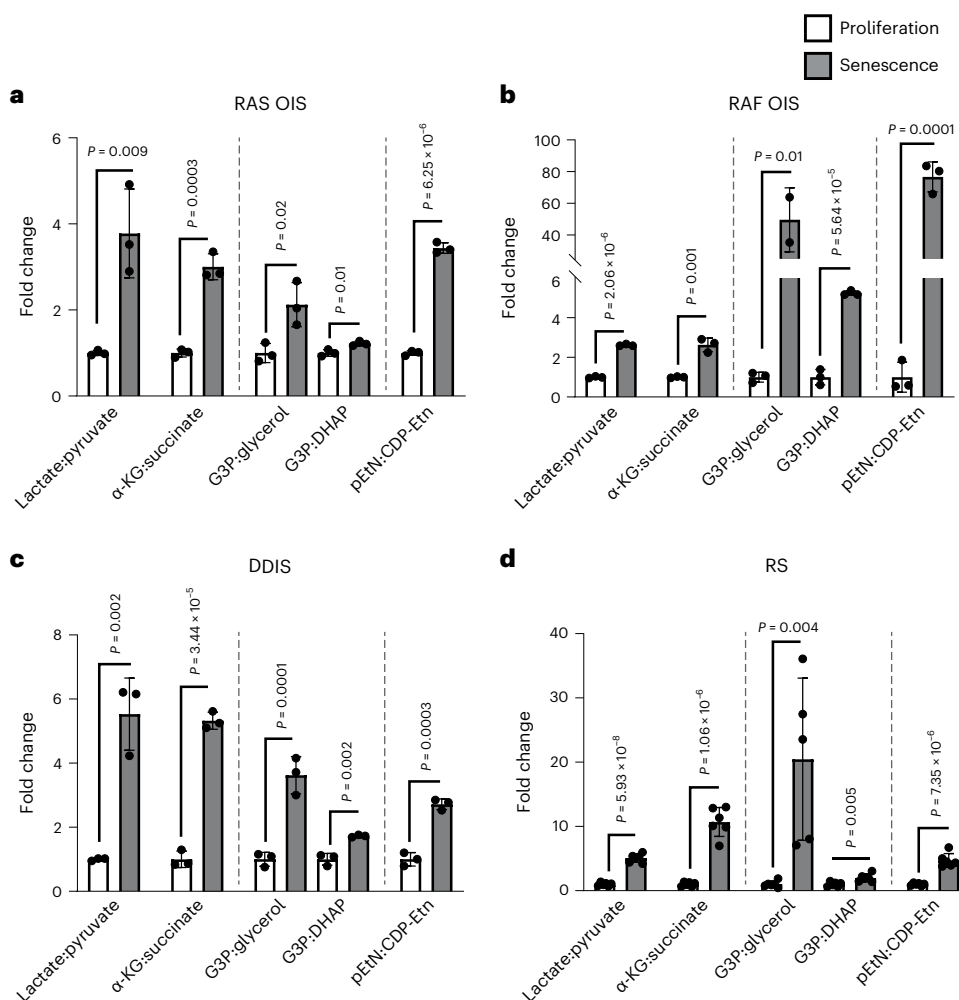 Proliferation
Senescence
a
RAS OIS
Fold change
6
4
2
0
P = 0.009
P = 0.0003
P = 0.02
P = 0.01
P = 6.25 × 10⁻⁶
Lactate:pyruvate
α-KG:succinate
G3P:glycerol
G3P:DHAP
pEtN:CDP-Etn
b
RAF OIS
Fold change
100
80
60
40
6
4
2
0
P = 2.06 × 10⁻⁶
P = 0.001
P = 0.01
P = 5.64 × 10⁻⁵
P = 0.0001
Lactate:pyruvate
α-KG:succinate
G3P:glycerol
G3P:DHAP
pEtN:CDP-Etn
c
DDIS
Fold change
8
6
4
2
0
P = 0.002
P = 3.44 × 10⁻⁵
P = 0.0001
P = 0.002
P = 0.0003
Lactate:pyruvate
α-KG:succinate
G3P:glycerol
G3P:DHAP
pEtN:CDP-Etn
d
RS
Fold change
40
30
20
10
0
P = 5.93 × 10⁻⁸
P = 1.06 × 10⁻⁶
P = 0.004
P = 0.005
P = 7.35 × 10⁻⁶
Lactate:pyruvate
α-KG:succinate
G3P:glycerol
G3P:DHAP
pEtN:CDP-Etn